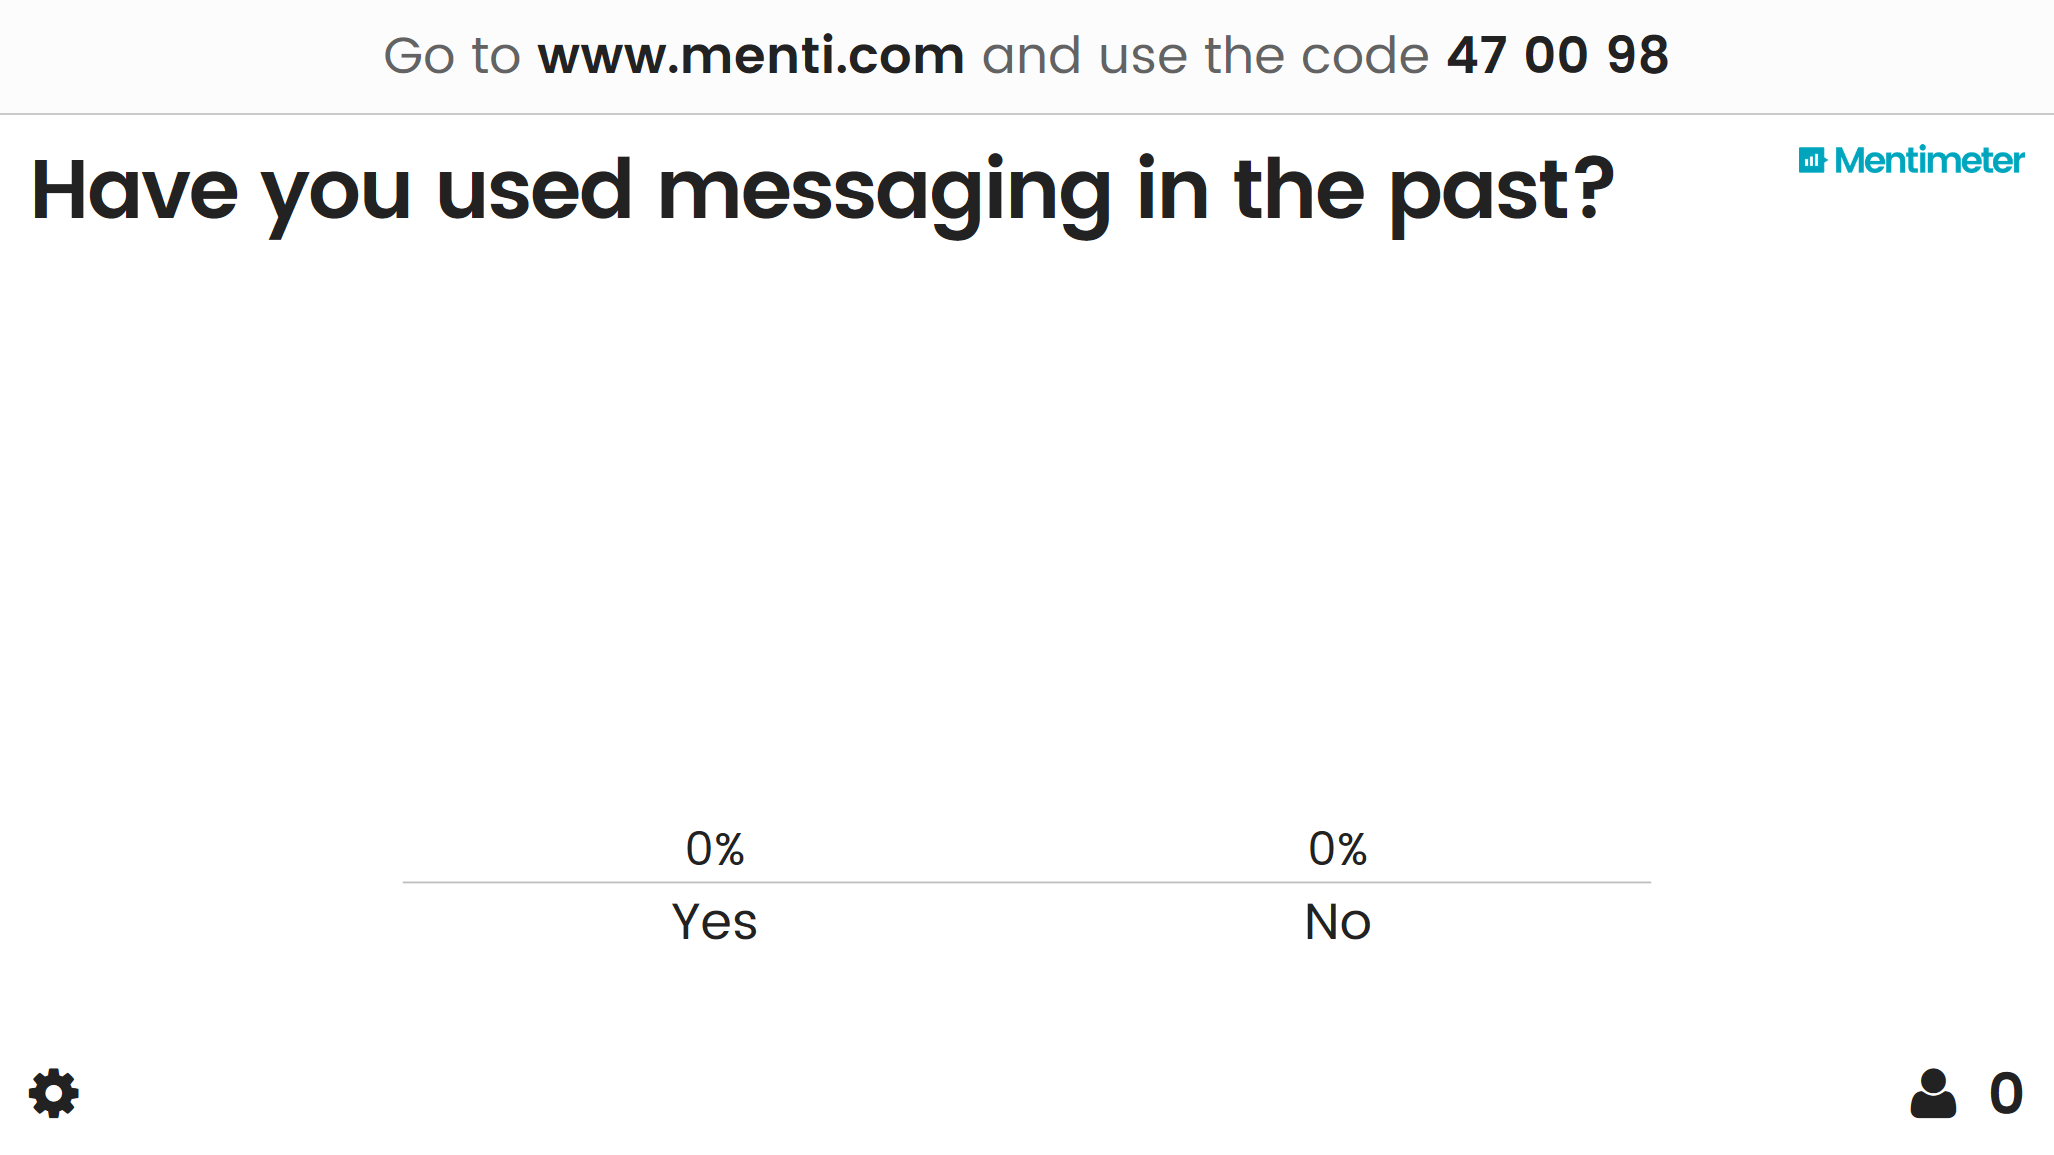 Go to www.menti.com and use the code 47 00 98
Have you used messaging in the past?
Mentimeter
0% 0%
Yes No
0